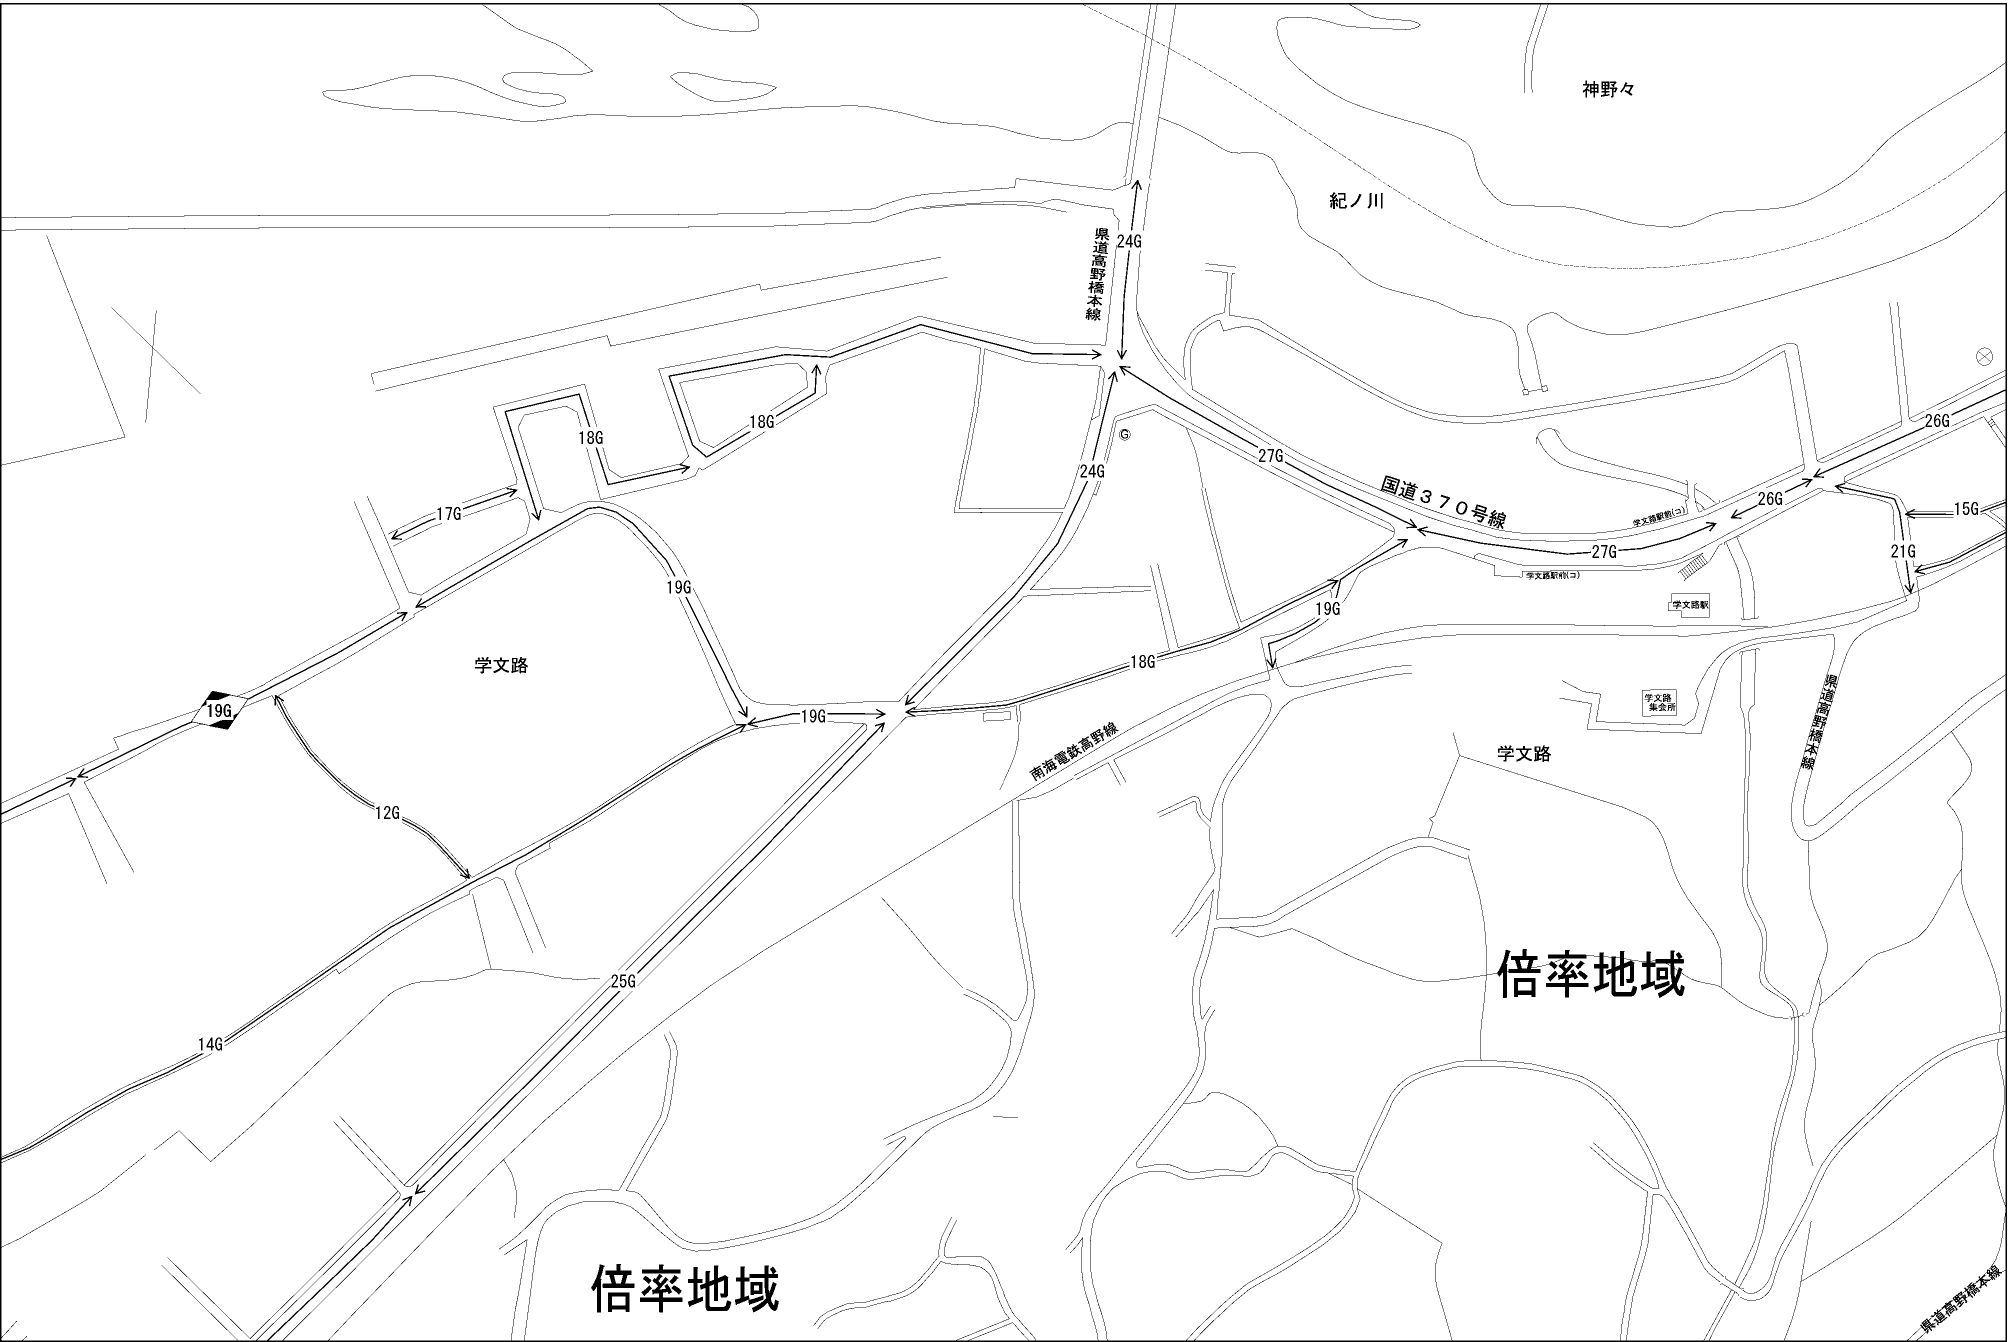 神野々
紀ノ川
県道高野橋本線
24G
18G
18G
17G
24G
27G
国道370号線
26G
26G
15G
学文路駅前(コ)
27G
21G
学文路駅前(コ)
学文路駅
19G
19G
学文路
18G
19G
19G
学文路
集会所
県道高野橋本線
南海電鉄高野線
学文路
12G
倍率地域
25G
14G
倍率地域
県道高野橋本線
G